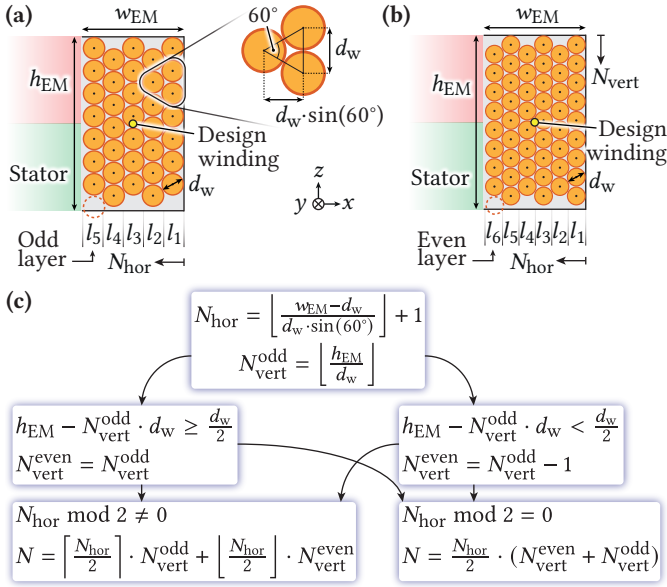 (a)
w_EM
60°
h_EM
d_w
d_w·sin(60°)
Design
winding
Stator
d_w
z
y x
l_5 l_4 l_3 l_2 l_1
Odd
layer
N_hor
(b)
w_EM
h_EM
N_vert
Design
winding
Stator
d_w
l_6 l_5 l_4 l_3 l_2 l_1
Even
layer
N_hor
(c)
N_hor = ⌊(w_EM−d_w)/(d_w·sin(60°))⌋ + 1
N_vert^odd = ⌊h_EM/d_w⌋
h_EM − N_vert^odd · d_w ≥ d_w/2
N_vert^even = N_vert^odd
h_EM − N_vert^odd · d_w < d_w/2
N_vert^even = N_vert^odd − 1
N_hor mod 2 ≠ 0
N = ⌈N_hor/2⌉ · N_vert^odd + ⌊N_hor/2⌋ · N_vert^even
N_hor mod 2 = 0
N = N_hor/2 · (N_vert^even + N_vert^odd)